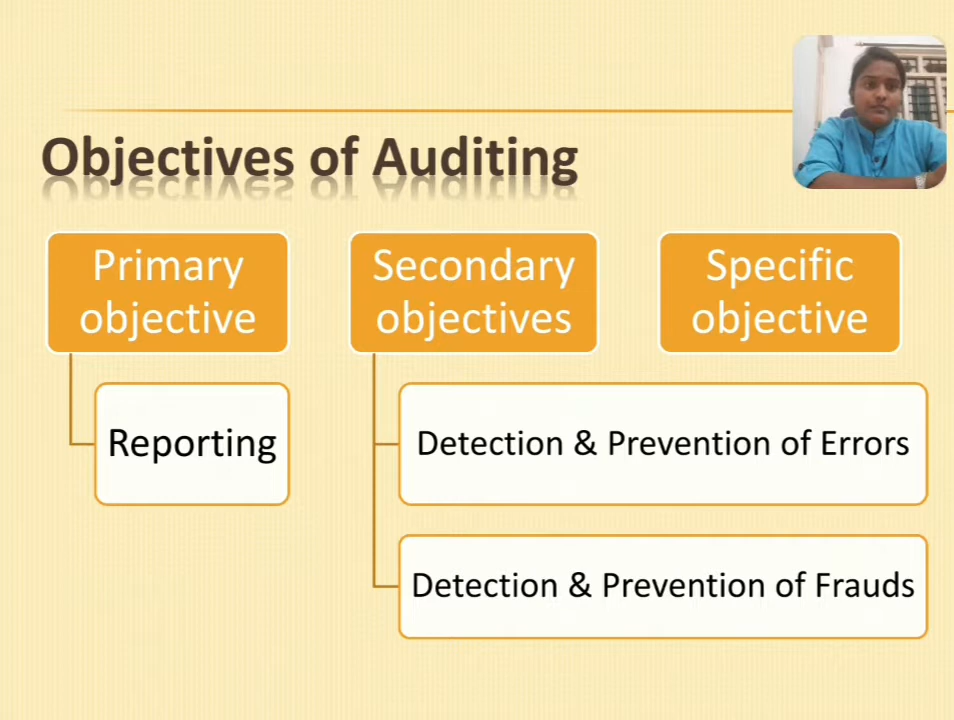 Objectives of Auditing
Primary
objective
Secondary
objectives
Specific
objective
Reporting
Detection & Prevention of Errors
Detection & Prevention of Frauds